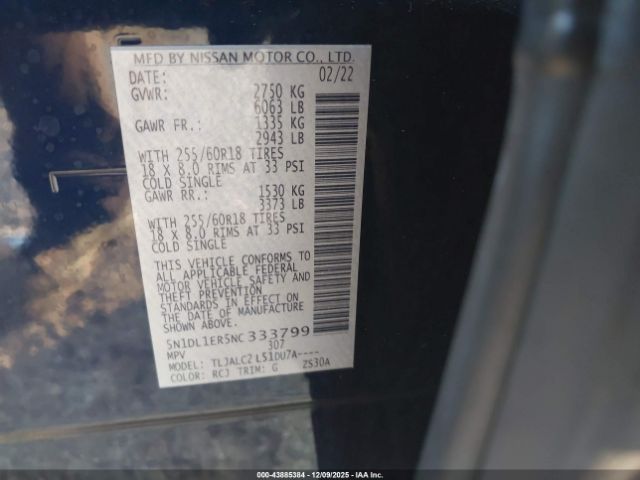 MFD BY NISSAN MOTOR CO., LTD.
DATE: 02/22
GVWR: 2750 KG
6063 LB
GAWR FR.: 1335 KG
2943 LB
WITH 255/60R18 TIRES
18 X 8.0 RIMS AT 33 PSI
COLD SINGLE
GAWR RR.: 1530 KG
3373 LB
WITH 255/60R18 TIRES
18 X 8.0 RIMS AT 33 PSI
COLD SINGLE
THIS VEHICLE CONFORMS TO
ALL APPLICABLE FEDERAL
MOTOR VEHICLE SAFETY AND
THEFT PREVENTION
STANDARDS IN EFFECT ON
THE DATE OF MANUFACTURE
SHOWN ABOVE.
5N1DL1ER5NC333799
MPV 307
MODEL: TLJALC2 L51DU7A----
COLOR: RCJ TRIM: G ZS30A
000-43885384 - 12/09/2025 - IAA Inc.